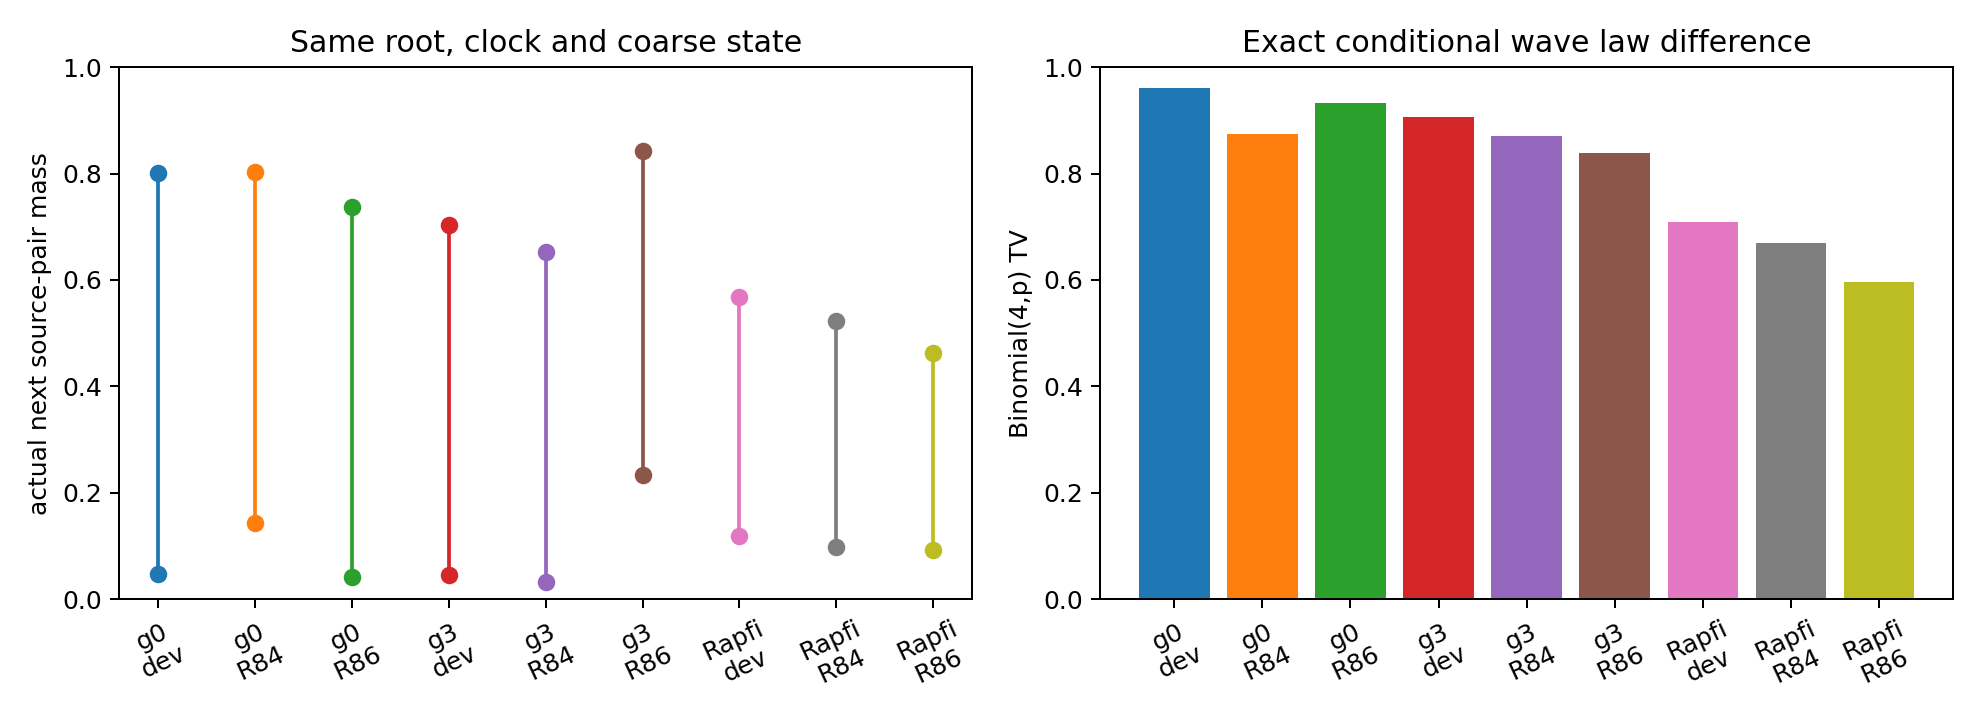 Same root, clock and coarse state
actual next source-pair mass
1.0
0.8
0.6
0.4
0.2
0.0
g0
dev
g0
R84
g0
R86
g3
dev
g3
R84
g3
R86
Rapfi
dev
Rapfi
R84
Rapfi
R86
Exact conditional wave law difference
Binomial(4,p) TV
1.0
0.8
0.6
0.4
0.2
0.0
g0
dev
g0
R84
g0
R86
g3
dev
g3
R84
g3
R86
Rapfi
dev
Rapfi
R84
Rapfi
R86